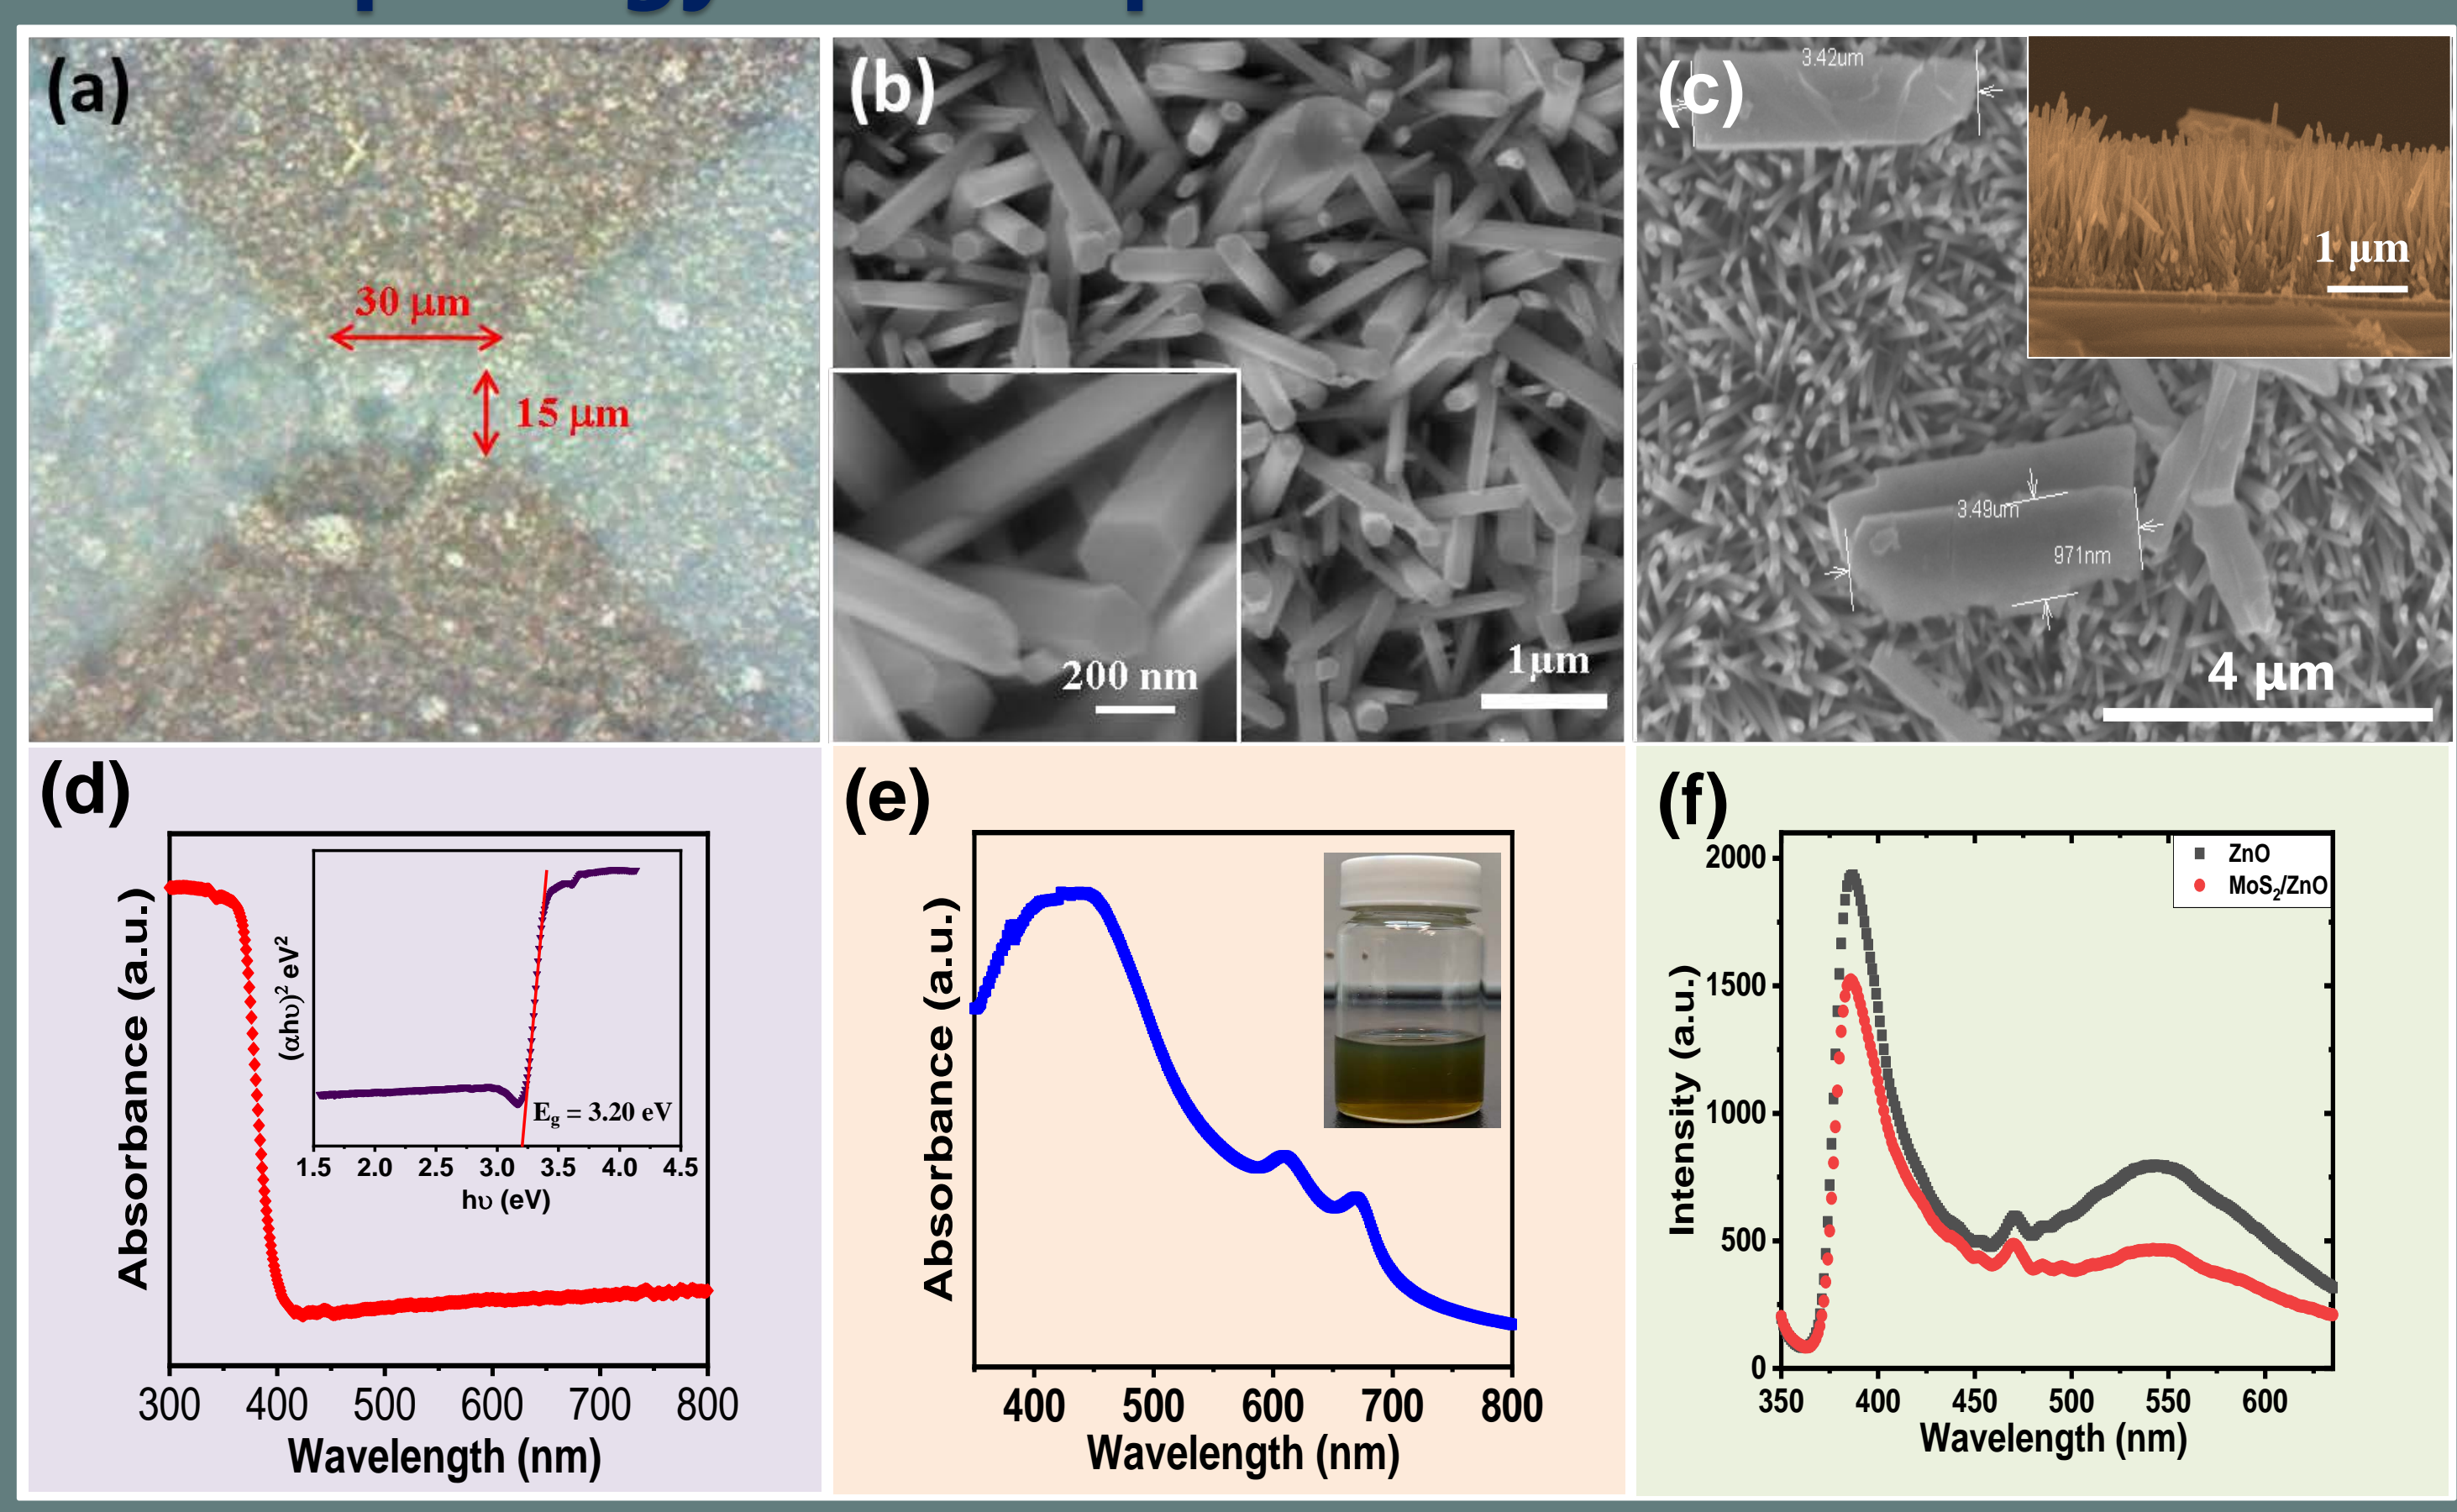 (a)
30 μm
15 μm
(b)
200 nm
1μm
(c)
3.42um
1 μm
3.49um
971nm
4 μm
(d)
Absorbance (a.u.)
(αhυ)² eV²
E_g = 3.20 eV
1.5 2.0 2.5 3.0 3.5 4.0 4.5
hυ (eV)
300 400 500 600 700 800
Wavelength (nm)
(e)
Absorbance (a.u.)
400 500 600 700 800
Wavelength (nm)
(f)
ZnO
MoS₂/ZnO
Intensity (a.u.)
2000
1500
1000
500
0
350 400 450 500 550 600
Wavelength (nm)